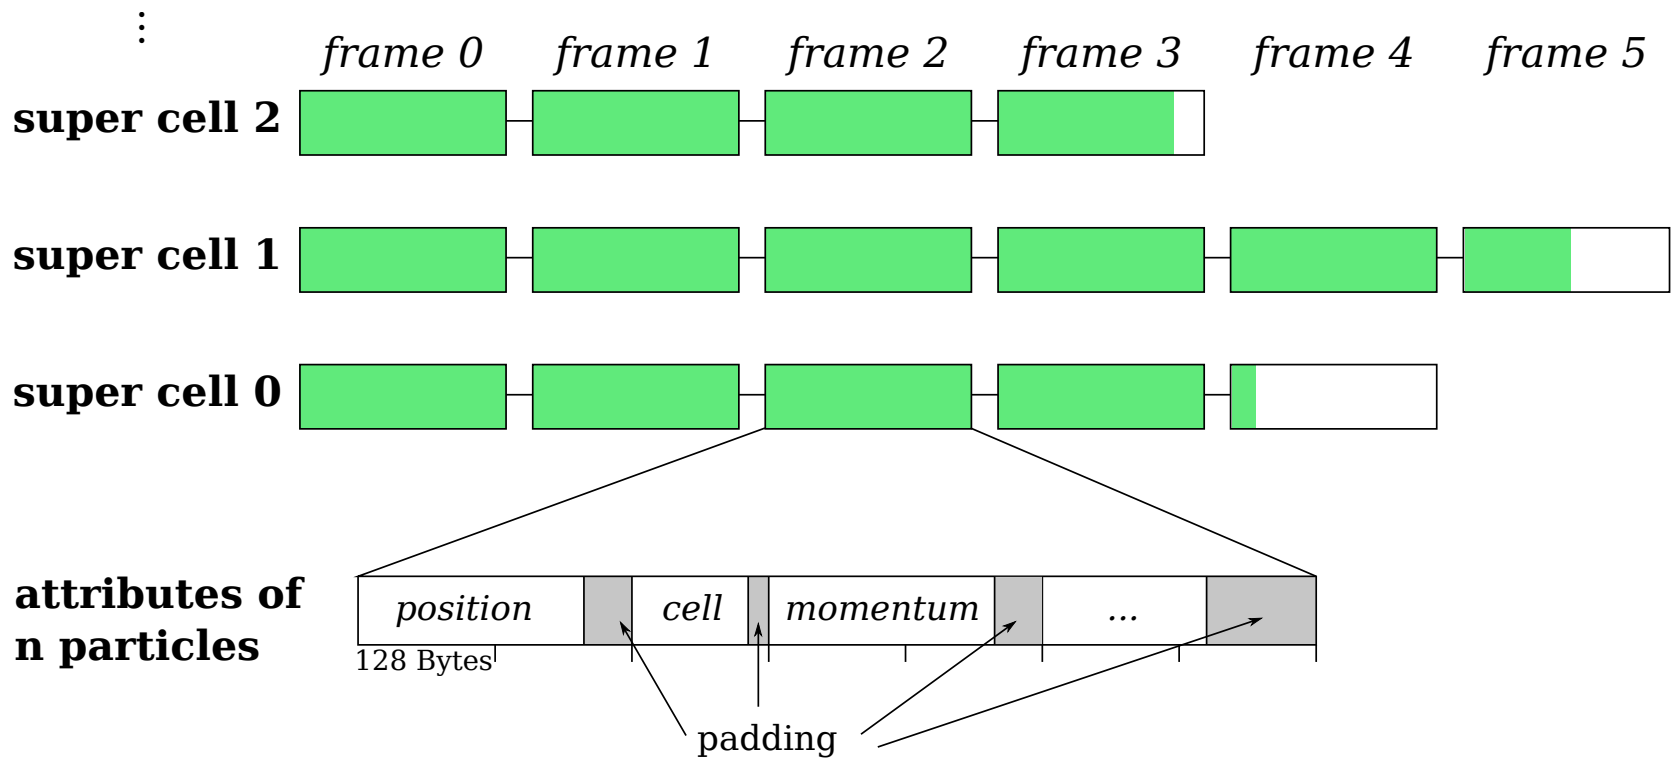 ⋮
frame 0 frame 1 frame 2 frame 3 frame 4 frame 5
super cell 2
super cell 1
super cell 0
attributes of
n particles
position cell momentum ...
128 Bytes
padding